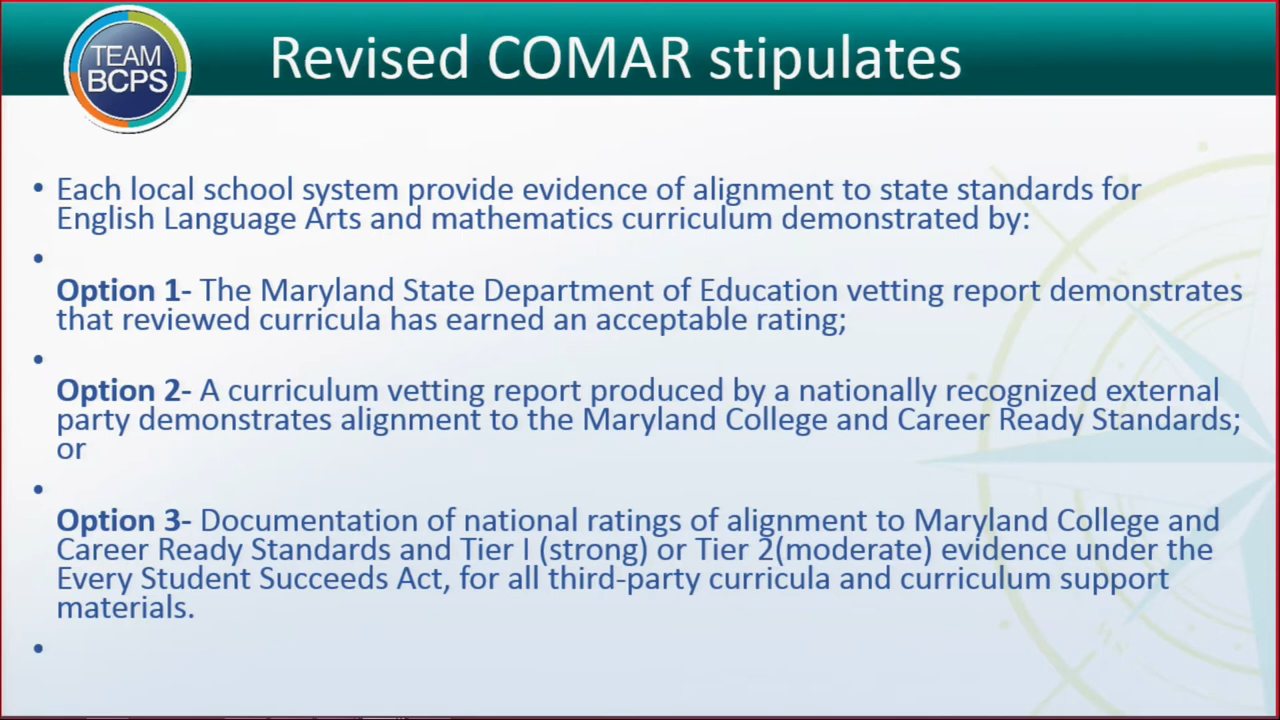 TEAM
BCPS
Revised COMAR stipulates
• Each local school system provide evidence of alignment to state standards for
English Language Arts and mathematics curriculum demonstrated by:
•
Option 1- The Maryland State Department of Education vetting report demonstrates
that reviewed curricula has earned an acceptable rating;
•
Option 2- A curriculum vetting report produced by a nationally recognized external
party demonstrates alignment to the Maryland College and Career Ready Standards;
or
•
Option 3- Documentation of national ratings of alignment to Maryland College and
Career Ready Standards and Tier I (strong) or Tier 2(moderate) evidence under the
Every Student Succeeds Act, for all third-party curricula and curriculum support
materials.
•